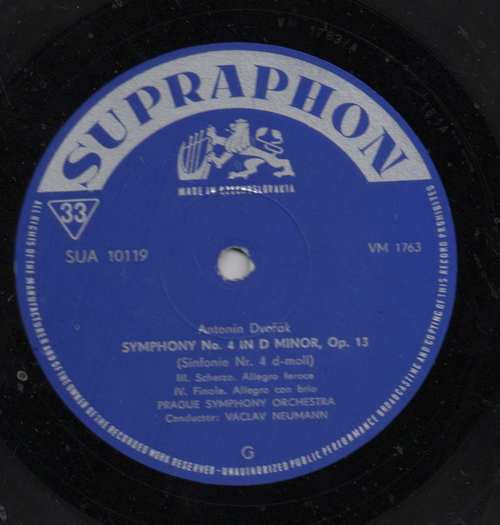 VM 1763/A
SUPRAPHON
MADE IN CZECHOSLOVAKIA
33
SUA 10119
VM 1763
Antonín Dvořák
SYMPHONY No. 4 IN D MINOR, Op. 13
(Sinfonie Nr. 4 d-moll)
III. Scherzo. Allegro feroce
IV. Finale. Allegro con brio
PRAGUE SYMPHONY ORCHESTRA
Conductor: VACLAV NEUMANN
G
ALL RIGHTS OF THE MANUFACTURER AND OF THE OWNER OF THE RECORDED WORK RESERVED - UNAUTHORIZED PUBLIC PERFORMANCE BROADCASTING AND COPYING OF THIS RECORD PROHIBITED